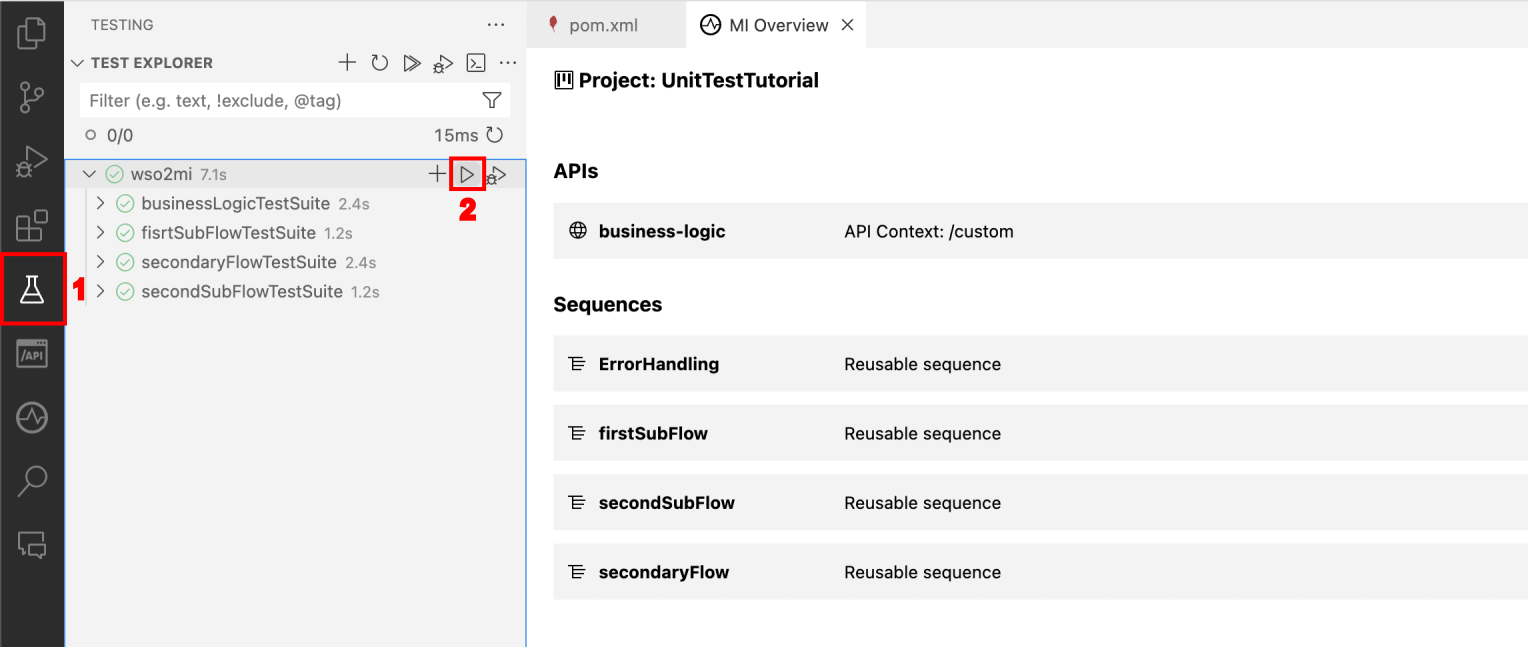 TESTING
TEST EXPLORER
Filter (e.g. text, !exclude, @tag)
0/0 15ms
wso2mi 7.1s
2
businessLogicTestSuite 2.4s
fisrtSubFlowTestSuite 1.2s
secondaryFlowTestSuite 2.4s
1
secondSubFlowTestSuite 1.2s
/API
pom.xml
MI Overview
Project: UnitTestTutorial
APIs
business-logic API Context: /custom
Sequences
ErrorHandling Reusable sequence
firstSubFlow Reusable sequence
secondSubFlow Reusable sequence
secondaryFlow Reusable sequence